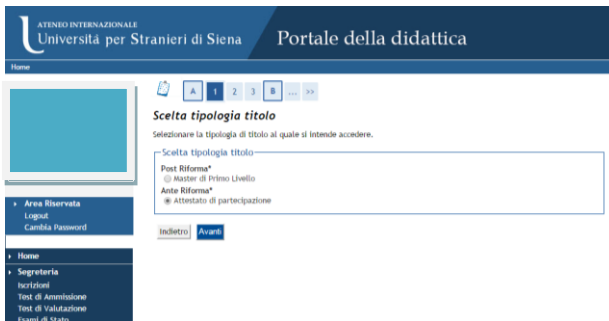 ATENEO INTERNAZIONALE
Università per Stranieri di Siena
Portale della didattica
Home
A 1 2 3 B ... >>
Scelta tipologia titolo
Selezionare la tipologia di titolo al quale si intende accedere.
Scelta tipologia titolo
Post Riforma*
Master di Primo Livello
Ante Riforma*
Attestato di partecipazione
Indietro Avanti
Area Riservata
Logout
Cambia Password
Home
Segreteria
Iscrizioni
Test di Ammissione
Test di Valutazione
Esami di Stato